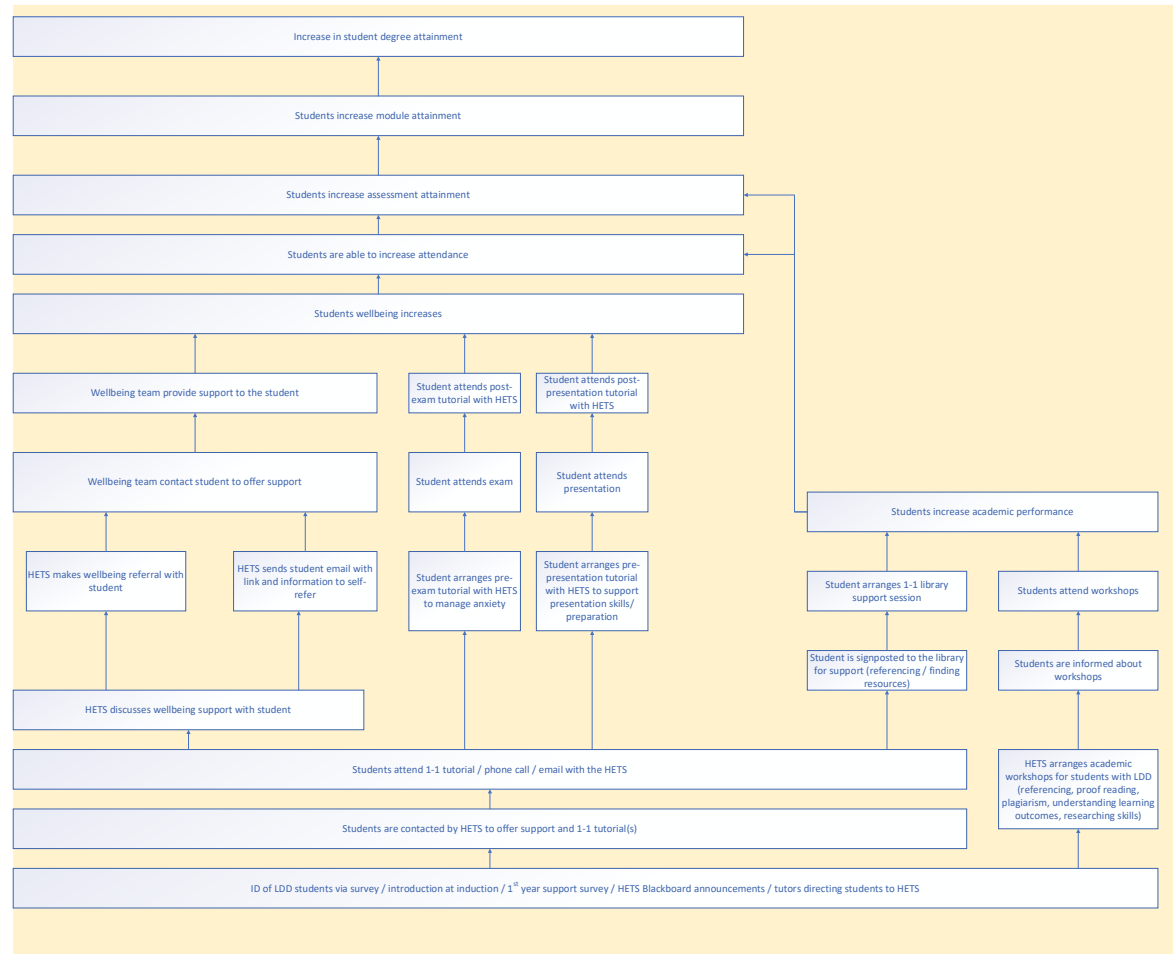 Increase in student degree attainment
Students increase module attainment
Students increase assessment attainment
Students are able to increase attendance
Students wellbeing increases
Wellbeing team provide support to the student
Student attends post-
exam tutorial with HETS
Student attends post-
presentation tutorial
with HETS
Wellbeing team contact student to offer support
Student attends exam
Student attends
presentation
Students increase academic performance
HETS makes wellbeing referral with
student
HETS sends student email with
link and information to self-
refer
Student arranges pre-
exam tutorial with HETS
to manage anxiety
Student arranges pre-
presentation tutorial
with HETS to support
presentation skills/
preparation
Student arranges 1-1 library
support session
Students attend workshops
Student is signposted to the library
for support (referencing / finding
resources)
Students are informed about
workshops
HETS discusses wellbeing support with student
Students attend 1-1 tutorial / phone call / email with the HETS
HETS arranges academic
workshops for students with LDD
(referencing, proof reading,
plagiarism, understanding learning
outcomes, researching skills)
Students are contacted by HETS to offer support and 1-1 tutorial(s)
ID of LDD students via survey / introduction at induction / 1st year support survey / HETS Blackboard announcements / tutors directing students to HETS